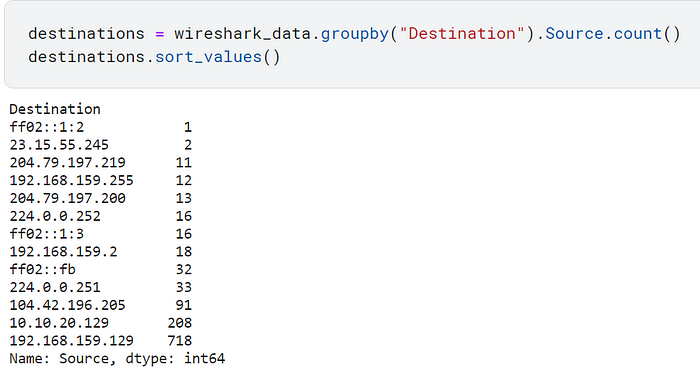 destinations = wireshark_data.groupby("Destination").Source.count()
destinations.sort_values()
Destination
ff02::1:2 1
23.15.55.245 2
204.79.197.219 11
192.168.159.255 12
204.79.197.200 13
224.0.0.252 16
ff02::1:3 16
192.168.159.2 18
ff02::fb 32
224.0.0.251 33
104.42.196.205 91
10.10.20.129 208
192.168.159.129 718
Name: Source, dtype: int64